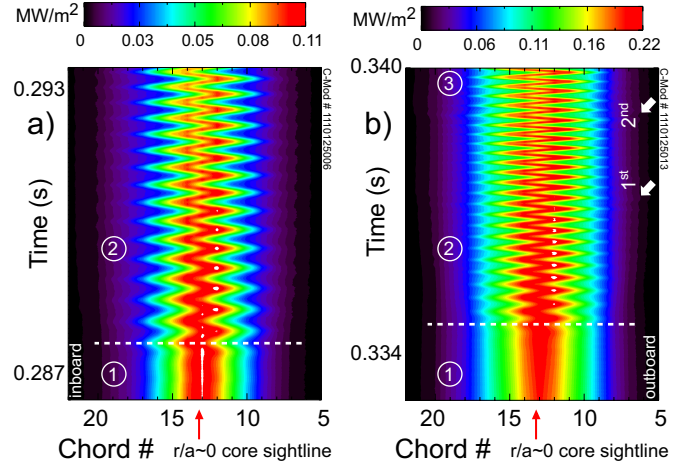 MW/m²
0 0.03 0.05 0.08 0.11
a)
0.293
0.287
Time (s)
②
①
inboard
C-Mod # 1110125006
20 15 10 5
Chord #
r/a~0 core sightline
MW/m²
0 0.06 0.11 0.16 0.22
b)
0.340
0.334
Time (s)
③
②
①
2nd
1st
outboard
C-Mod # 1110125013
20 15 10 5
Chord #
r/a~0 core sightline